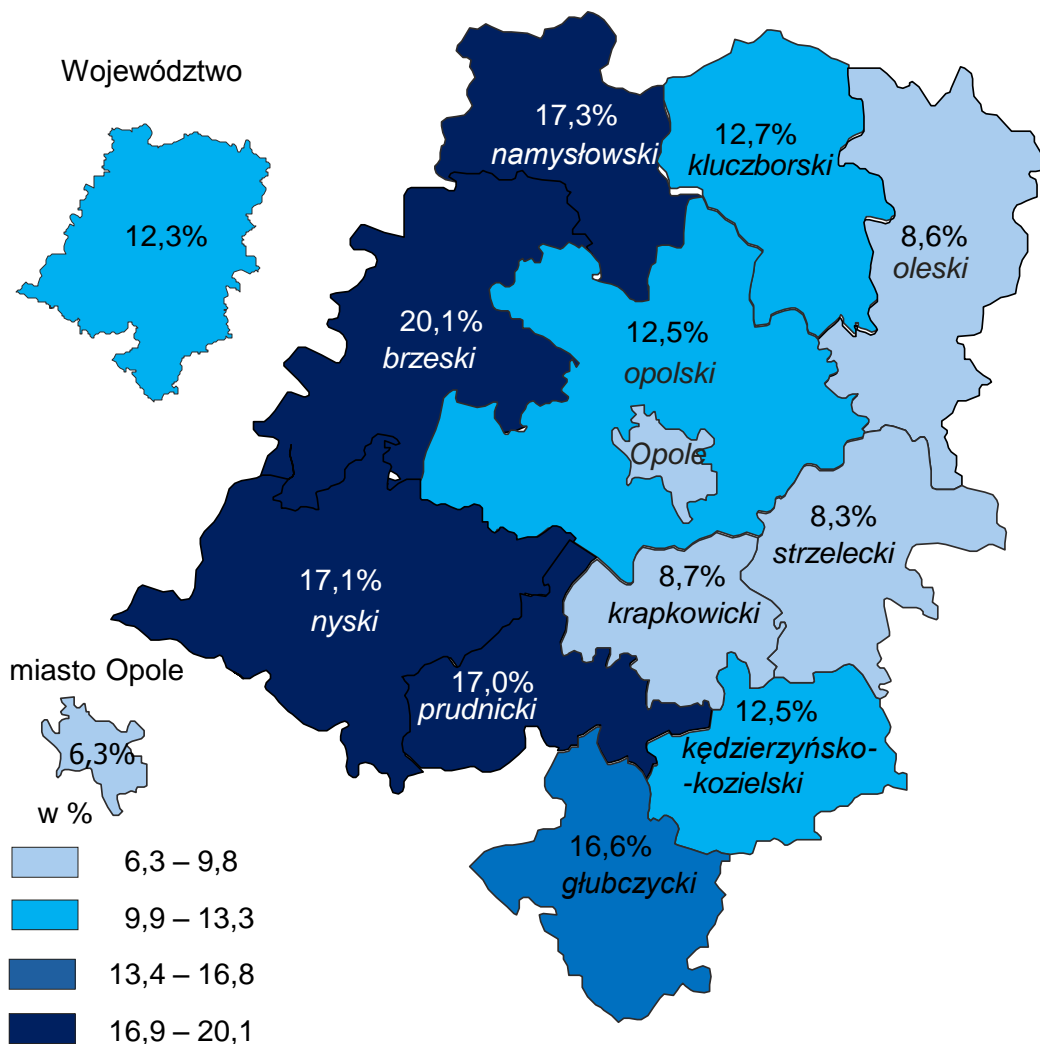 Województwo
12,3%
17,3%
namysłowski
12,7%
kluczborski
8,6%
oleski
20,1%
brzeski
12,5%
opolski
Opole
8,3%
strzelecki
17,1%
nyski
8,7%
krapkowicki
17,0%
prudnicki
12,5%
kędzierzyńsko-
-kozielski
16,6%
głubczycki
miasto Opole
6,3%
w %
6,3 – 9,8
9,9 – 13,3
13,4 – 16,8
16,9 – 20,1